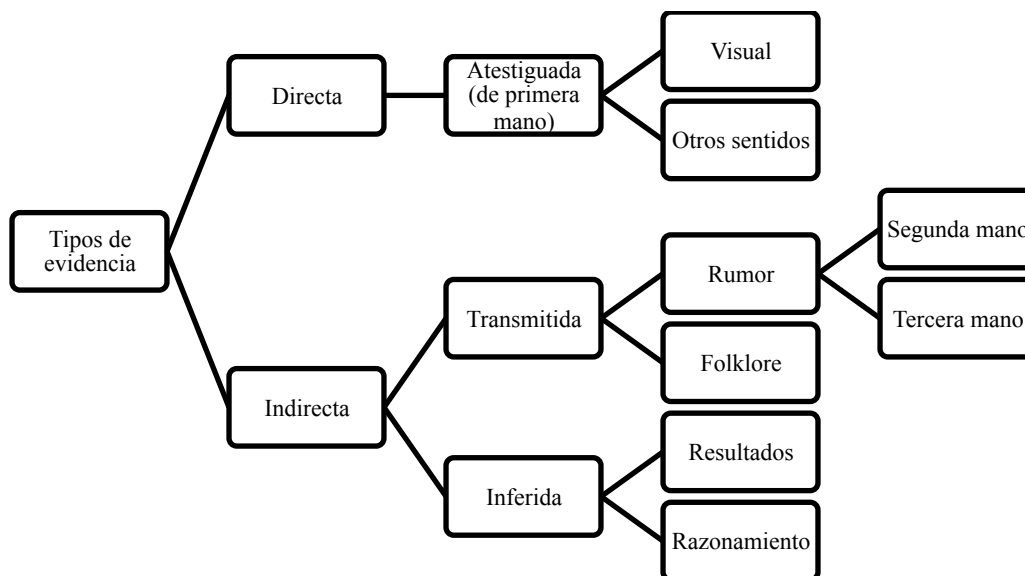 Tipos de
evidencia
Directa
Atestiguada
(de primera
mano)
Visual
Otros sentidos
Indirecta
Transmitida
Rumor
Segunda mano
Tercera mano
Folklore
Inferida
Resultados
Razonamiento